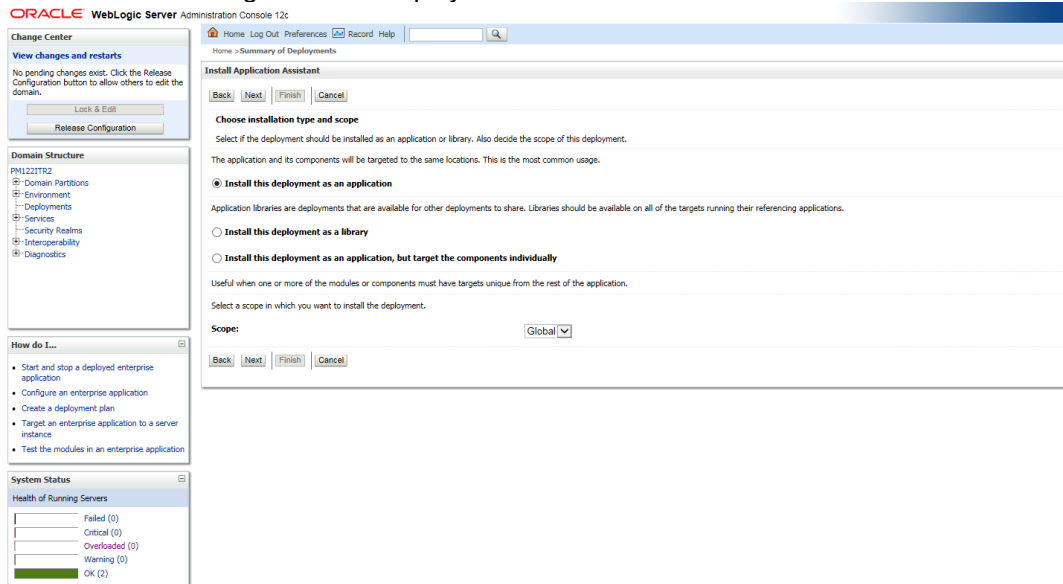 ORACLE WebLogic Server Administration Console 12c
Change Center
View changes and restarts
No pending changes exist. Click the Release
Configuration button to allow others to edit the
domain.
Lock & Edit
Release Configuration
Domain Structure
PM122ITR2
Domain Partitions
Environment
Deployments
Services
Security Realms
Interoperability
Diagnostics
How do I...
Start and stop a deployed enterprise
application
Configure an enterprise application
Create a deployment plan
Target an enterprise application to a server
instance
Test the modules in an enterprise application
System Status
Health of Running Servers
Failed (0)
Critical (0)
Overloaded (0)
Warning (0)
OK (2)
Home Log Out Preferences Record Help
Home >Summary of Deployments
Install Application Assistant
Back Next Finish Cancel
Choose installation type and scope
Select if the deployment should be installed as an application or library. Also decide the scope of this deployment.
The application and its components will be targeted to the same locations. This is the most common usage.
Install this deployment as an application
Application libraries are deployments that are available for other deployments to share. Libraries should be available on all of the targets running their referencing applications.
Install this deployment as a library
Install this deployment as an application, but target the components individually
Useful when one or more of the modules or components must have targets unique from the rest of the application.
Select a scope in which you want to install the deployment.
Scope: Global
Back Next Finish Cancel